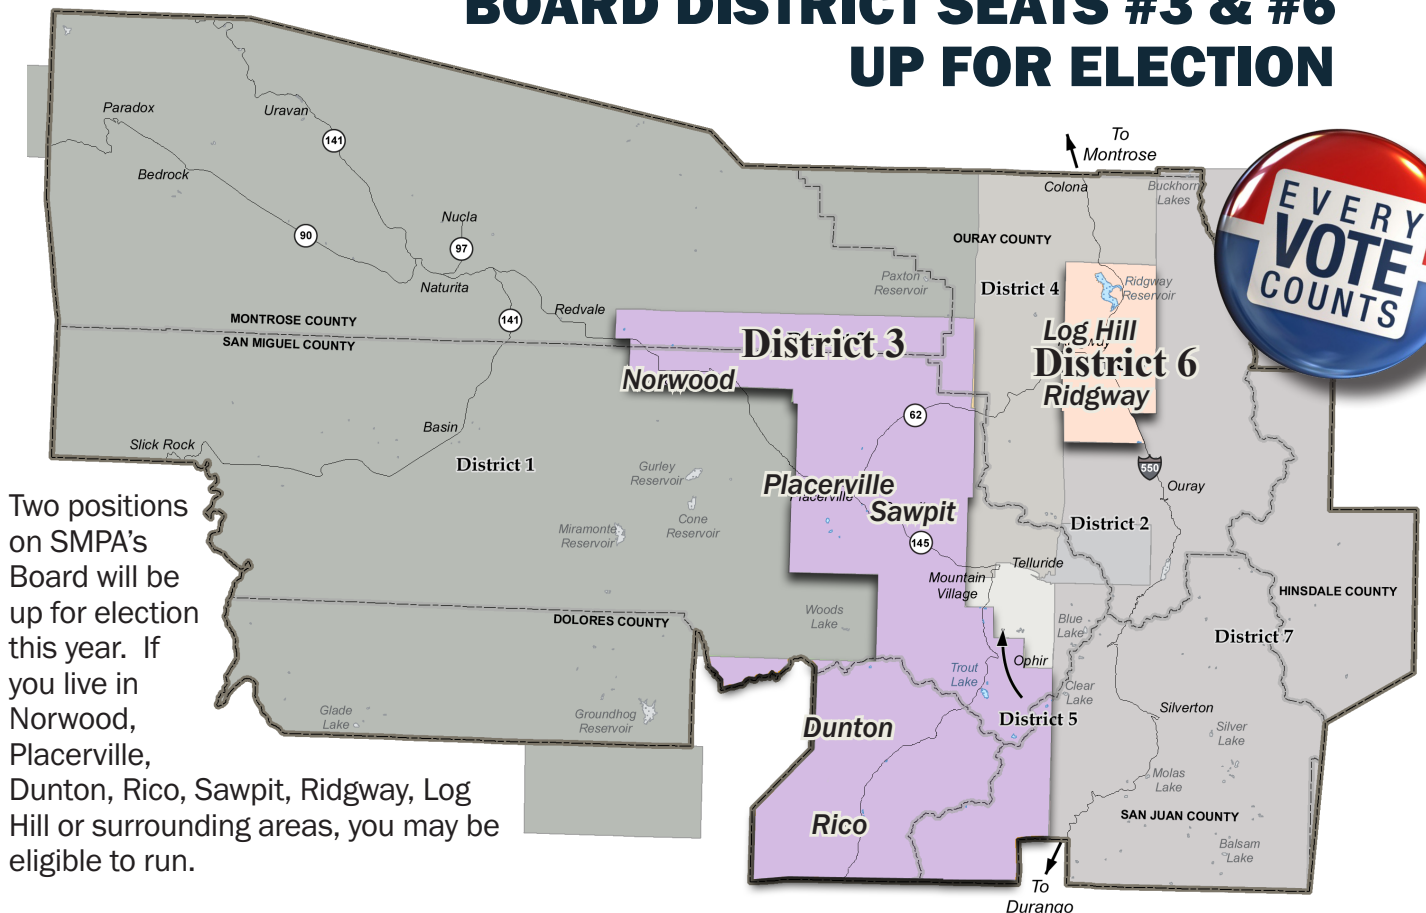 BOARD DISTRICT SEATS #3 & #6
UP FOR ELECTION
To
Montrose
EVERY
VOTE
COUNTS
Paradox
Uravan
141
Bedrock
90
Nucla
97
Naturita
141
Redvale
MONTROSE COUNTY
SAN MIGUEL COUNTY
Colona
Buckhorn
Lakes
OURAY COUNTY
Paxton
Reservoir
District 4
Ridgway
Reservoir
Log Hill
District 6
Ridgway
District 3
Norwood
62
Basin
Slick Rock
District 1
Gurley
Reservoir
Cone
Reservoir
Miramonte
Reservoir
Placerville
Placerville
Sawpit
145
550
Ouray
District 2
Telluride
Mountain
Village
Woods
Lake
DOLORES COUNTY
HINSDALE COUNTY
District 7
Blue
Lake
Ophir
Trout
Lake
Clear
Lake
District 5
Silverton
Silver
Lake
Glade
Lake
Groundhog
Reservoir
Dunton
Rico
Molas
Lake
SAN JUAN COUNTY
Balsam
Lake
To
Durango
Two positions
on SMPA's
Board will be
up for election
this year. If
you live in
Norwood,
Placerville,
Dunton, Rico, Sawpit, Ridgway, Log
Hill or surrounding areas, you may be
eligible to run.